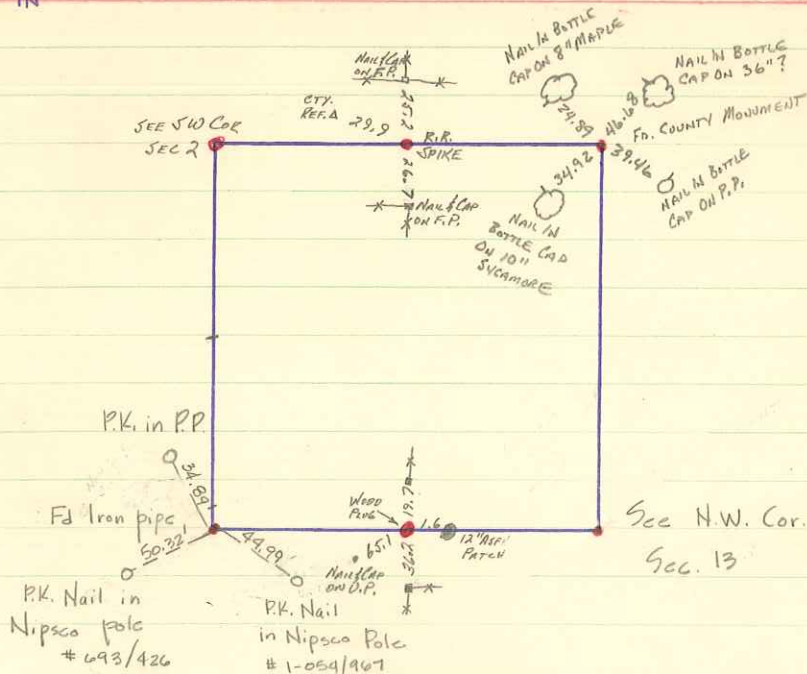 IN
NAIL IN BOTTLE
CAP ON 8" MAPLE
NAIL IN BOTTLE
CAP ON 36" ?
NAIL & CAP
ON F.P.
25.2
CTY.
REF. Δ
29.9
R.R.
SPIKE
24.89
46.68
FD. COUNTY MONUMENT
39.46
NAIL IN BOTTLE
CAP ON P.P.
SEE SW COR
SEC 2
26.7
NAIL & CAP
ON F.P.
34.92
NAIL IN
BOTTLE CAP
ON 10"
SYCAMORE
P.K. in P.P.
34.89'
Fd Iron pipe
50.32'
44.99'
P.K. Nail in
Nipsco pole
# 693/426
P.K. Nail
in Nipsco Pole
# 1-054/967
WOOD
PLUG
19.7
1.6
12" ASPH
PATCH
65.1
NAIL & CAP
ON U.P.
36.2
See N.W. Cor.
Sec. 13